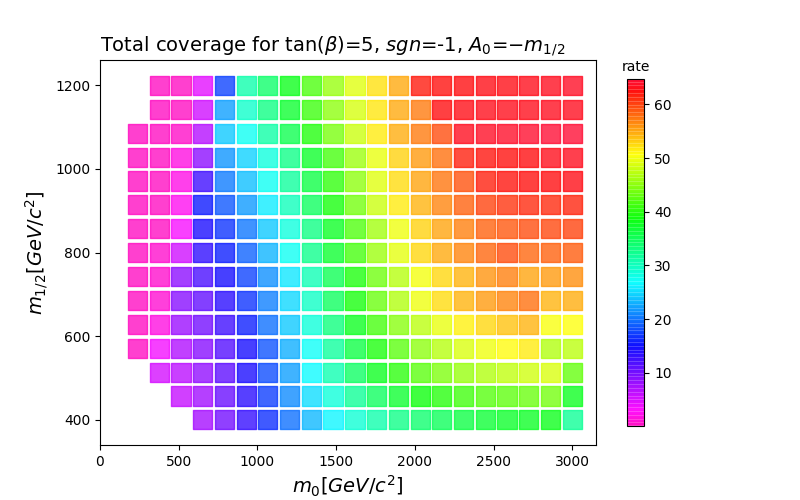 Total coverage for tan(β)=5, sgn=-1, A₀=−m₁/₂
rate
1200
1000
800
600
400
60
50
40
30
20
10
m₁/₂[GeV/c²]
0 500 1000 1500 2000 2500 3000
m₀[GeV/c²]